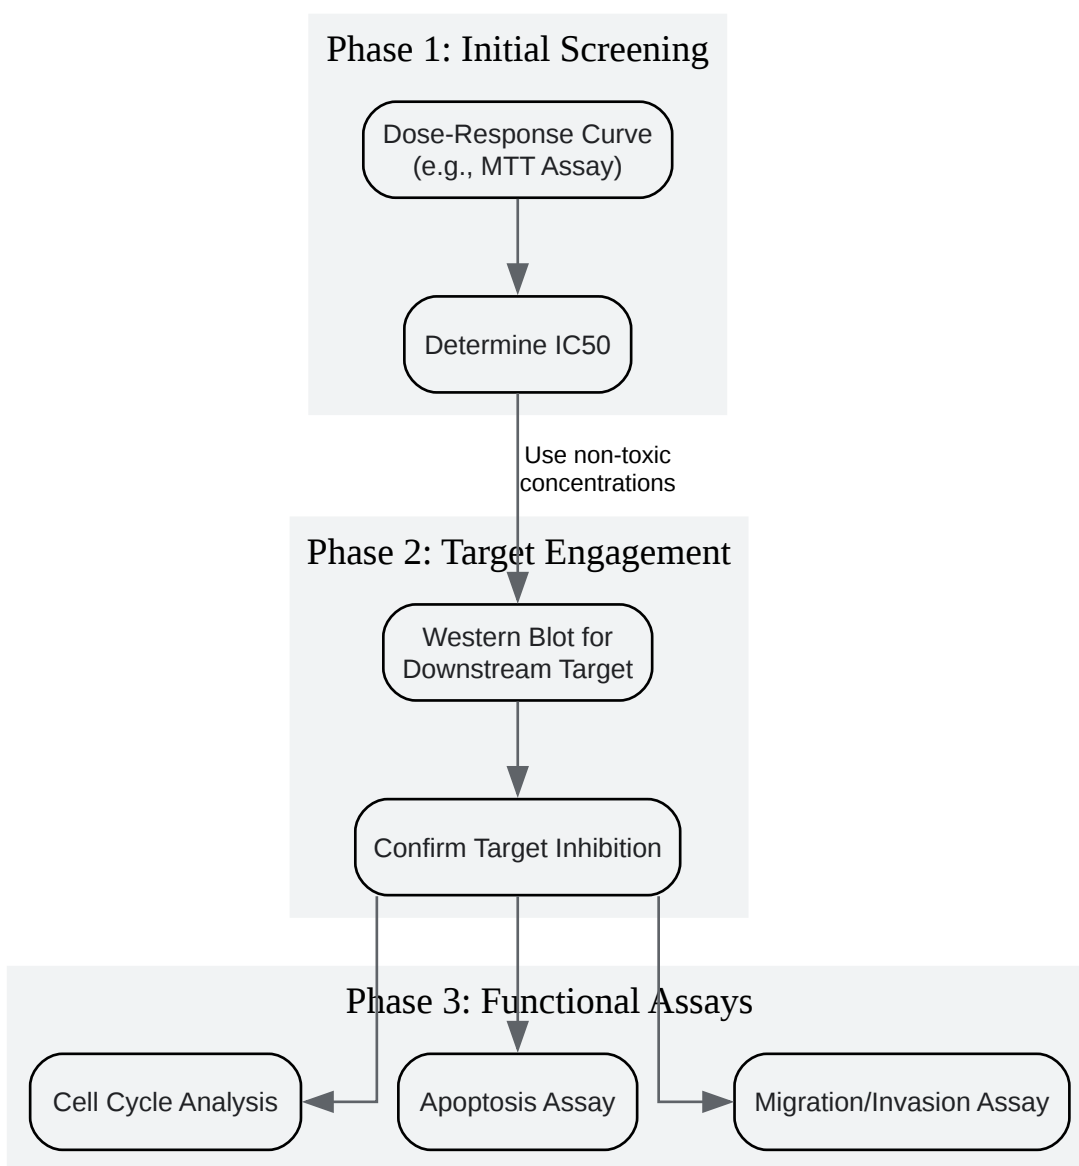 Phase 1: Initial Screening
Dose-Response Curve
(e.g., MTT Assay)
Determine IC50
Use non-toxic
concentrations
Phase 2: Target Engagement
Western Blot for
Downstream Target
Confirm Target Inhibition
Phase 3: Functional Assays
Cell Cycle Analysis
Apoptosis Assay
Migration/Invasion Assay